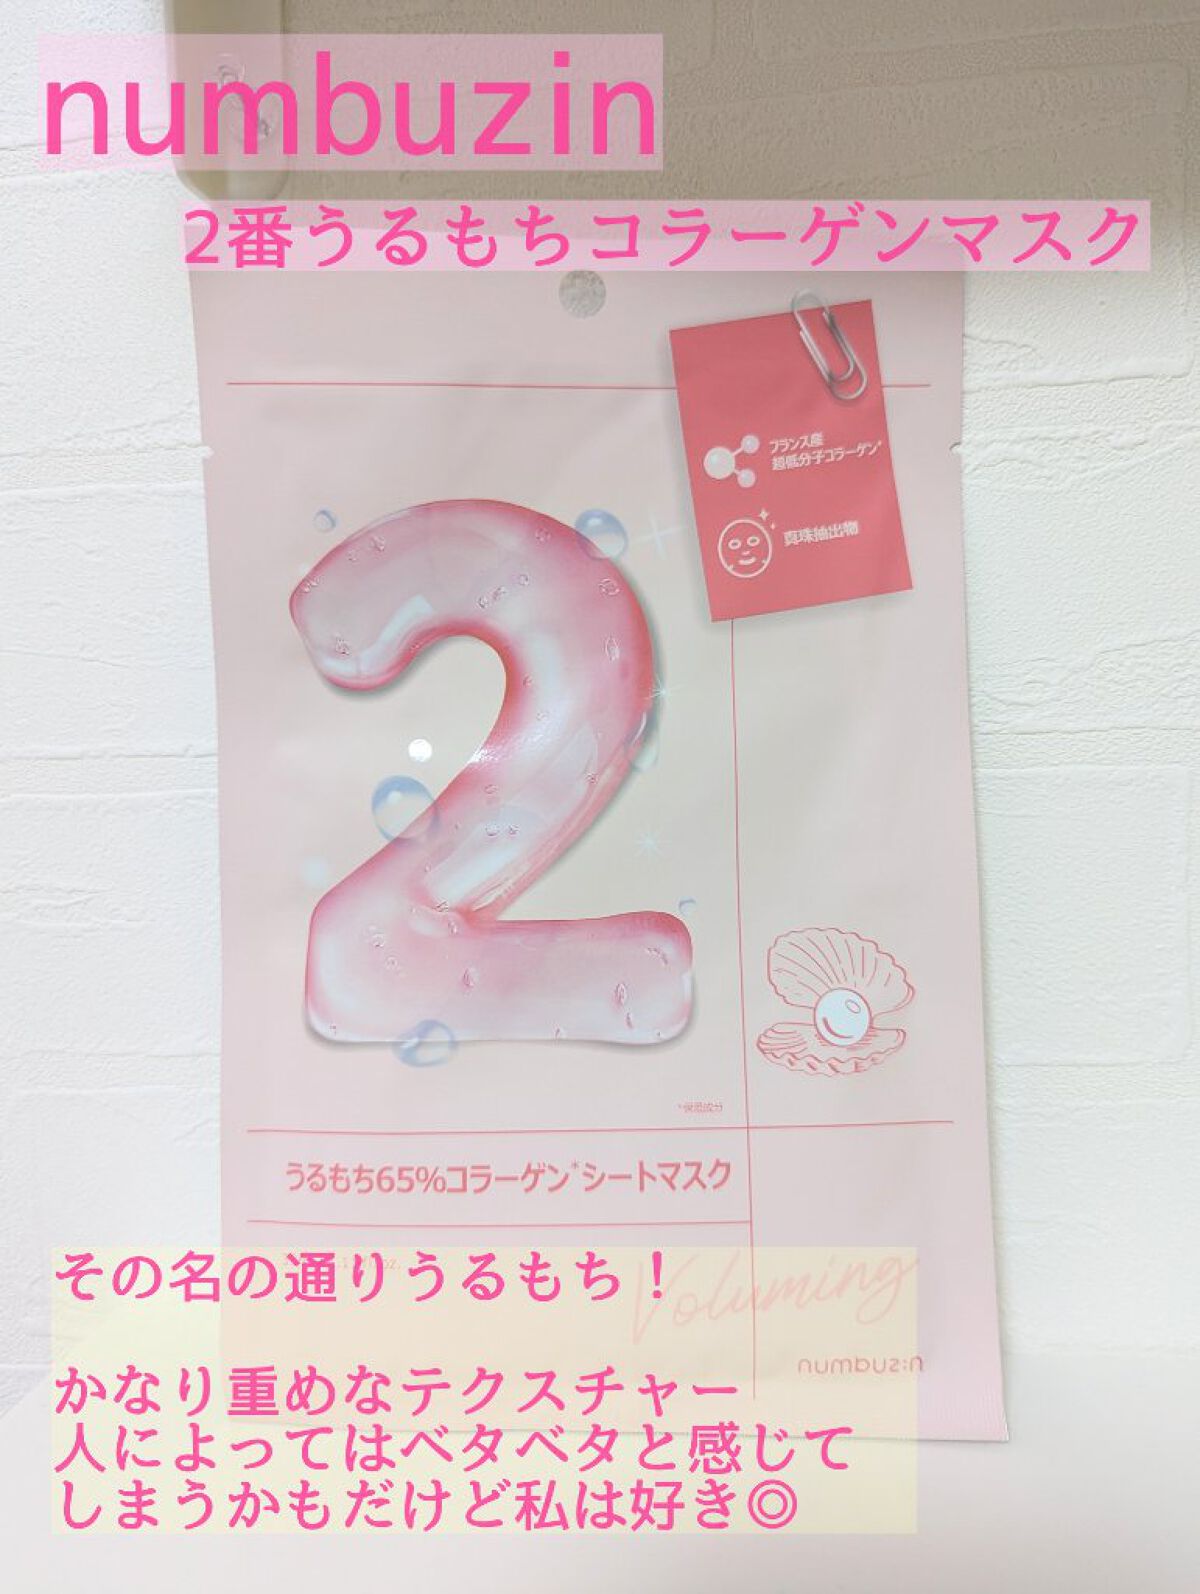 numbuzin
2番うるもちコラーゲンマスク
フランス産
超低分子コラーゲン*
真珠抽出物
*保湿成分
うるもち65%コラーゲン*シートマスク
Voluming
numbuz:n
その名の通りうるもち！
かなり重めなテクスチャー
人によってはベタベタと感じて
しまうかもだけど私は好き◎